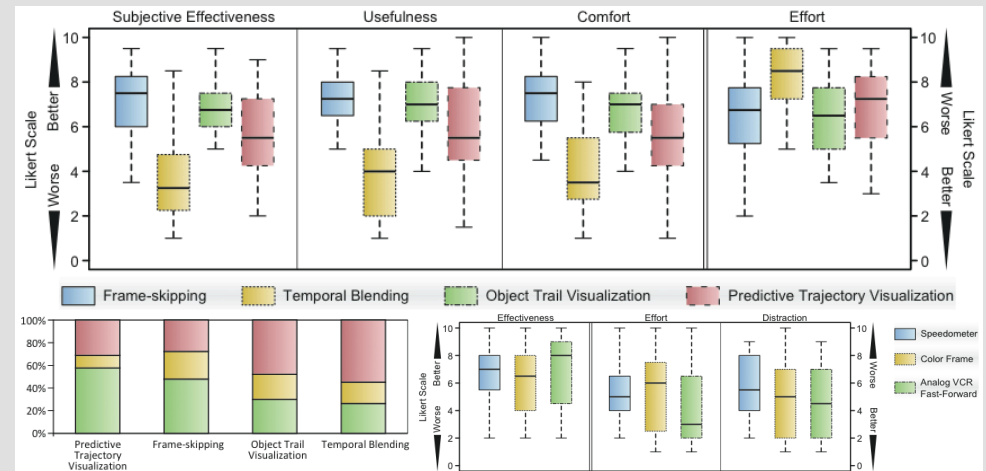 Subjective Effectiveness Usefulness Comfort Effort
10 10
8 8
6 6
4 4
2 2
0 0
Likert Scale
Worse Better
Better Worse
Likert Scale
Frame-skipping Temporal Blending Object Trail Visualization Predictive Trajectory Visualization
100%
80%
60%
40%
20%
0%
Predictive
Trajectory
Visualization
Frame-skipping
Object Trail
Visualization
Temporal Blending
Effectiveness Effort Distraction
10 10
8 8
6 6
4 4
2 2
0 0
Likert Scale
Worse Better
Better Worse
Speedometer
Color Frame
Analog VCR
Fast-Forward